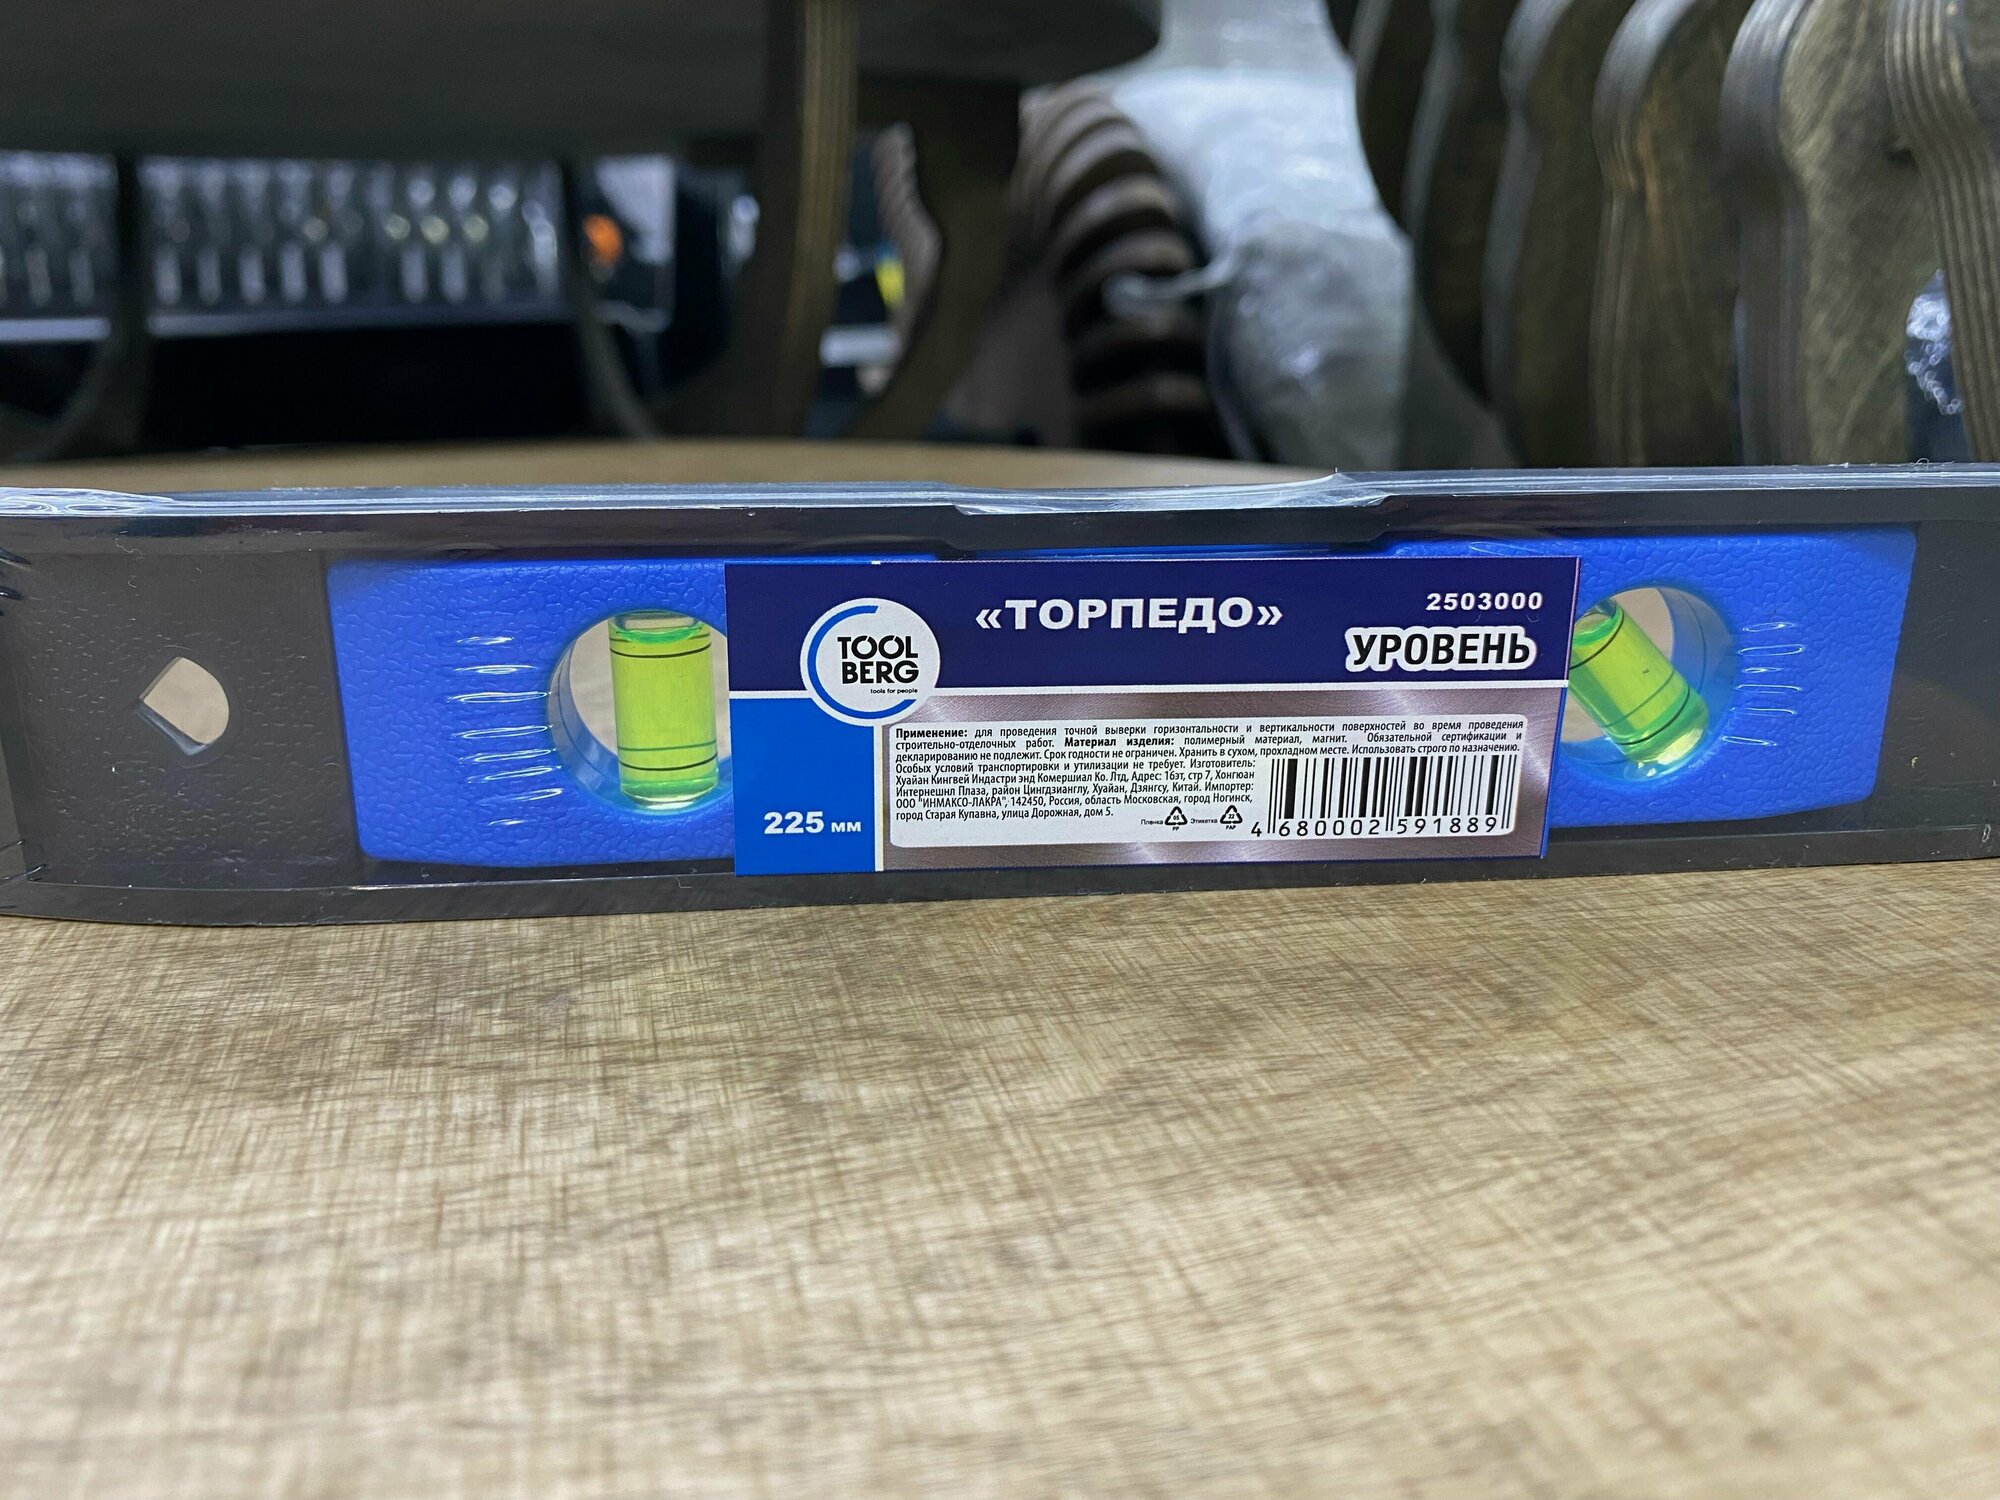 «ТОРПЕДО»
2503000
УРОВЕНЬ
TOOL
BERG
tools for people
225 мм
Применение: для проведения точной выверки горизонтальности и вертикальности поверхностей во время проведения
строительно-отделочных работ. Материал изделия: полимерный материал, магнит. Обязательной сертификации и
декларированию не подлежит. Срок годности не ограничен. Хранить в сухом, прохладном месте. Использовать строго по назначению.
Особых условий транспортировки и утилизации не требует. Изготовитель:
Хуайан Кингвей Индастри энд Комершиал Ко. Лтд, Адрес: 16эт, стр 7, Хонгюан
Интернешнл Плаза, район Цингдзианглу, Хуайан, Дзянгсу, Китай. Импортер:
ООО "ИНМАКСО-ЛАКРА", 142450, Россия, область Московская, город Ногинск,
город Старая Купавна, улица Дорожная, дом 5.
Пленка 05 PP Этикетка 22 PAP
4 680002 591889